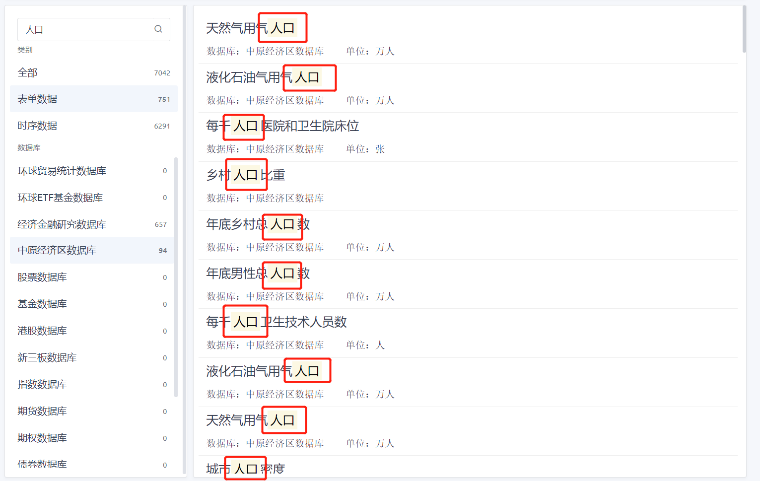 人口
类别
全部 7042
表单数据 751
时序数据 6291
数据库
环球贸易统计数据库 0
环球ETF基金数据库 0
经济金融研究数据库 657
中原经济区数据库 94
股票数据库 0
基金数据库 0
港股数据库 0
新三板数据库 0
指数数据库 0
期货数据库 0
期权数据库 0
债券数据库 0
天然气用气人口
数据库：中原经济区数据库 单位：万人
液化石油气用气人口
数据库：中原经济区数据库 单位：万人
每千人口医院和卫生院床位
数据库：中原经济区数据库 单位：张
乡村人口比重
数据库：中原经济区数据库
年底乡村总人口数
数据库：中原经济区数据库 单位：万人
年底男性总人口数
数据库：中原经济区数据库 单位：万人
每千人口卫生技术人员数
数据库：中原经济区数据库 单位：人
液化石油气用气人口
数据库：中原经济区数据库 单位：万人
天然气用气人口
数据库：中原经济区数据库 单位：万人
城市人口密度